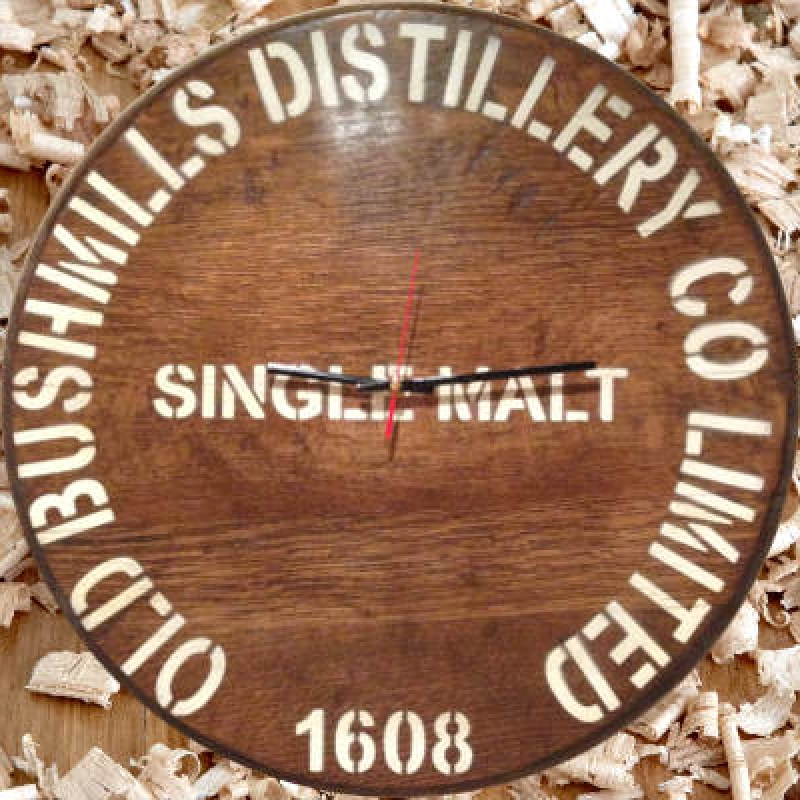 OLD BUSHMILLS DISTILLERY CO LIMITED
SINGLE MALT
1608